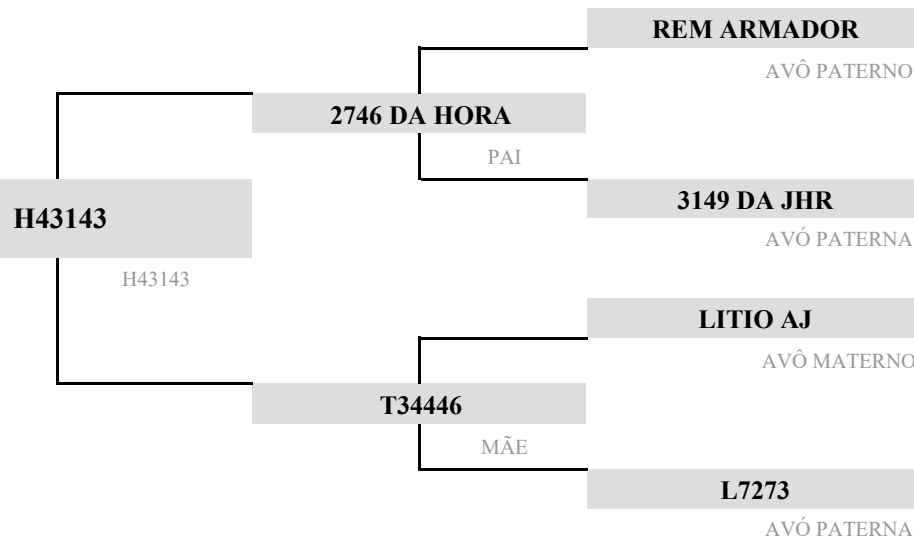 REM ARMADOR
AVÔ PATERNO
2746 DA HORA
PAI
3149 DA JHR
AVÓ PATERNA
H43143
H43143
LITIO AJ
AVÔ MATERNO
T34446
MÃE
L7273
AVÓ PATERNA